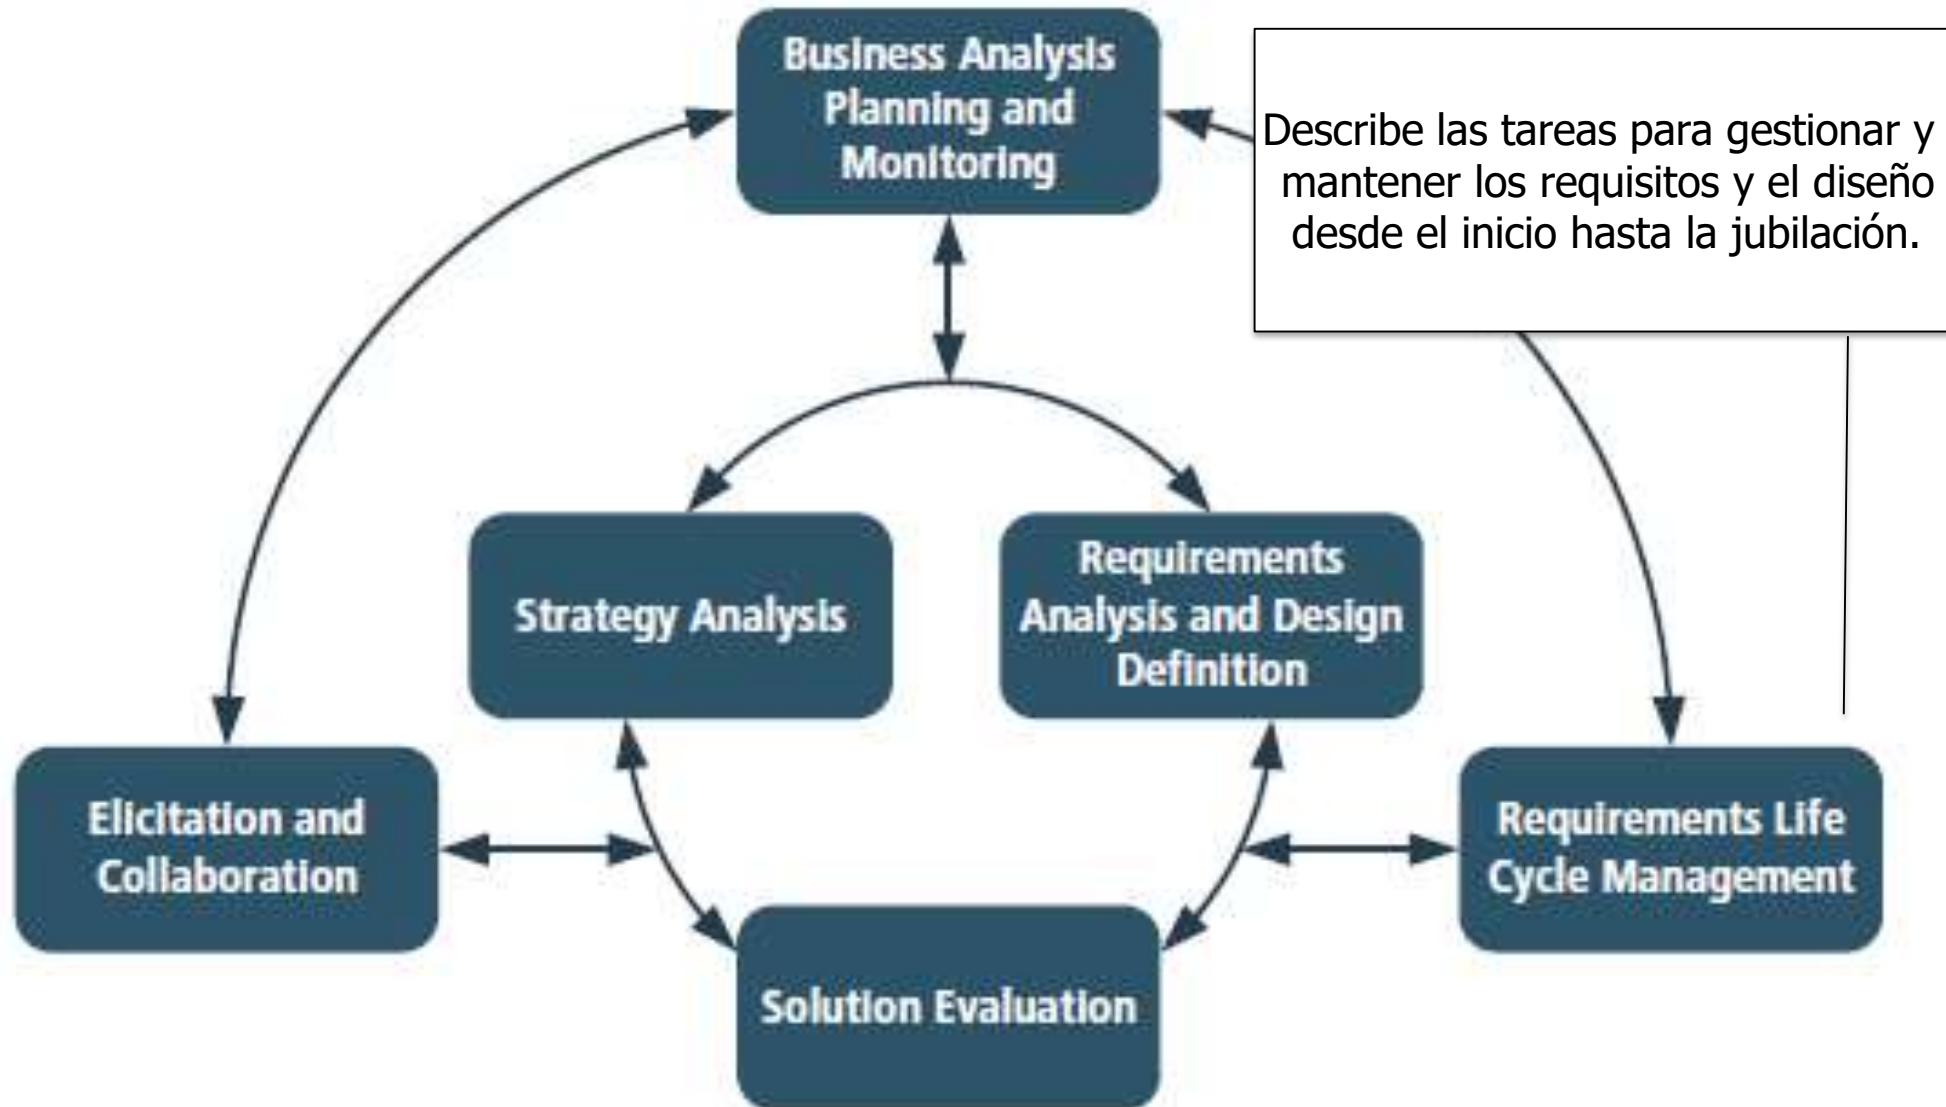 Business Analysis
Planning and
Monitoring
Describe las tareas para gestionar y
mantener los requisitos y el diseño
desde el inicio hasta la jubilación.
Strategy Analysis
Requirements
Analysis and Design
Definition
Elicitation and
Collaboration
Requirements Life
Cycle Management
Solution Evaluation